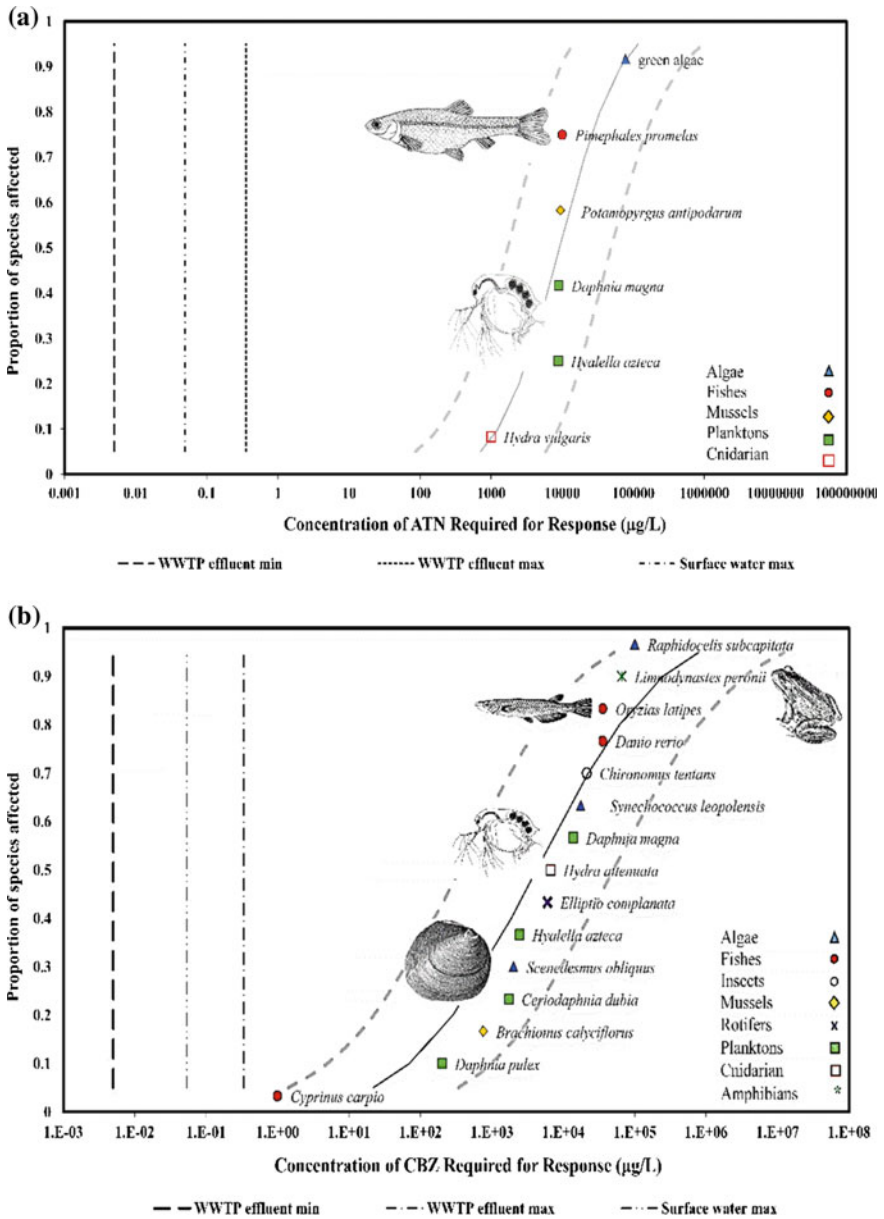 (a)
1
0.9
0.8
0.7
0.6
0.5
0.4
0.3
0.2
0.1
0
Proportion of species affected
green algae
Pimephales promelas
Potamopyrgus antipodarum
Daphnia magna
Hyalella azteca
Hydra vulgaris
Algae
Fishes
Mussels
Planktons
Cnidarian
0.001 0.01 0.1 1 10 100 1000 10000 100000 1000000 10000000 100000000
Concentration of ATN Required for Response (µg/L)
WWTP effluent min WWTP effluent max Surface water max
(b)
1
0.9
0.8
0.7
0.6
0.5
0.4
0.3
0.2
0.1
0
Proportion of species affected
Raphidocelis subcapitata
Limnodynastes peronii
Oryzias latipes
Danio rerio
Chironomus tentans
Synechococcus leopolensis
Daphnia magna
Hydra attenuata
Elliptio complanata
Hyalella azteca
Scenedesmus obliquus
Ceriodaphnia dubia
Brachionus calyciflorus
Daphnia pulex
Cyprinus carpio
Algae
Fishes
Insects
Mussels
Rotifers
Planktons
Cnidarian
Amphibians
1.E-03 1.E-02 1.E-01 1.E+00 1.E+01 1.E+02 1.E+03 1.E+04 1.E+05 1.E+06 1.E+07 1.E+08
Concentration of CBZ Required for Response (µg/L)
WWTP effluent min WWTP effluent max Surface water max